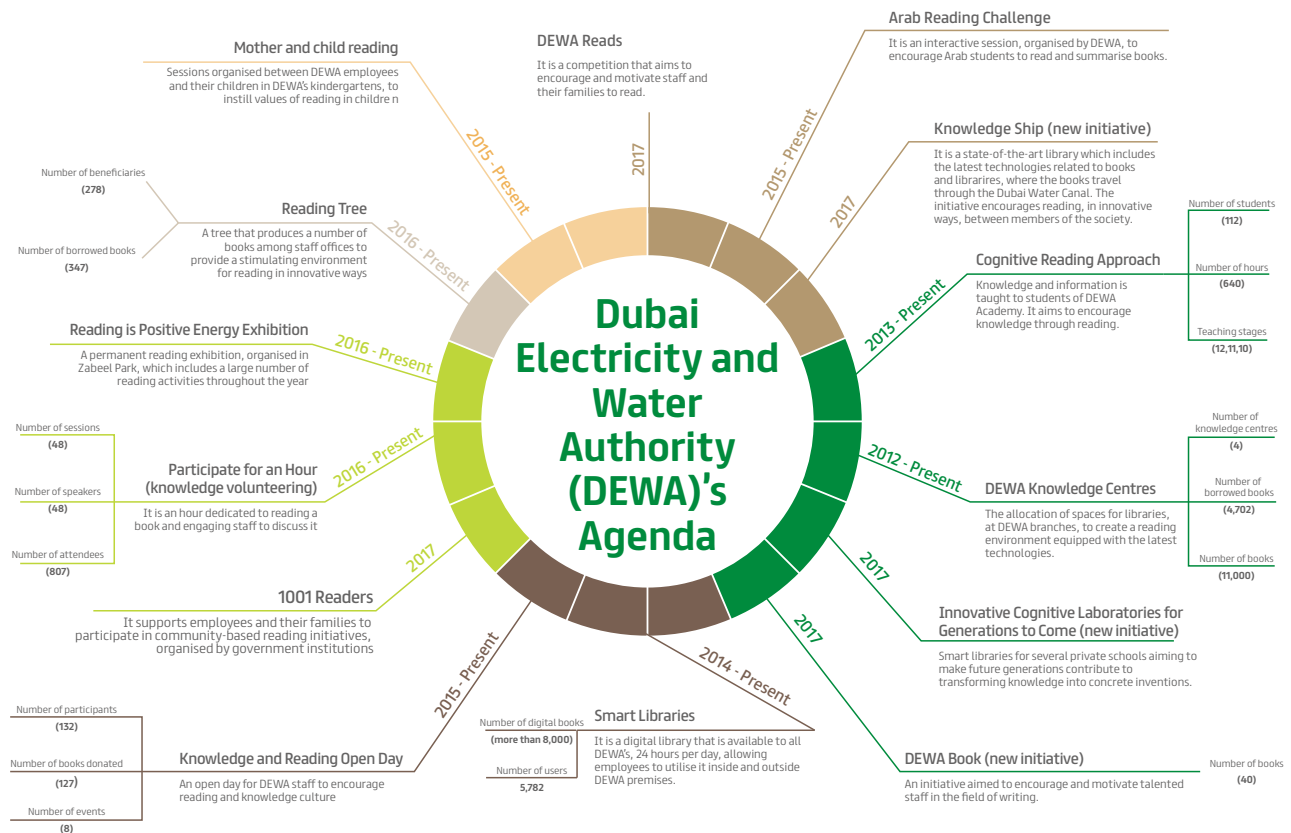 Dubai
Electricity and
Water
Authority
(DEWA)'s
Agenda
DEWA Reads
It is a competition that aims to
encourage and motivate staff and
their families to read.
2017
Arab Reading Challenge
It is an interactive session, organised by DEWA, to
encourage Arab students to read and summarise books.
2015 - Present
Knowledge Ship (new initiative)
It is a state-of-the-art library which includes
the latest technologies related to books
and librarires, where the books travel
through the Dubai Water Canal. The
initiative encourages reading, in innovative
ways, between members of the society.
2017
Cognitive Reading Approach
Knowledge and information is
taught to students of DEWA
Academy. It aims to encourage
knowledge through reading.
2013 - Present
Number of students
(112)
Number of hours
(640)
Teaching stages
(12,11,10)
DEWA Knowledge Centres
The allocation of spaces for libraries,
at DEWA branches, to create a reading
environment equipped with the latest
technologies.
2012 - Present
Number of
knowledge centres
(4)
Number of
borrowed books
(4,702)
Number of books
(11,000)
2017
Innovative Cognitive Laboratories for
Generations to Come (new initiative)
Smart libraries for several private schools aiming to
make future generations contribute to
transforming knowledge into concrete inventions.
2017
DEWA Book (new initiative)
An initiative aimed to encourage and motivate talented
staff in the field of writing.
Number of books
(40)
2014 - Present
Smart Libraries
It is a digital library that is available to all
DEWA's, 24 hours per day, allowing
employees to utilise it inside and outside
DEWA premises.
Number of digital books
(more than 8,000)
Number of users
5,782
2015 - Present
Knowledge and Reading Open Day
An open day for DEWA staff to encourage
reading and knowledge culture
Number of participants
(132)
Number of books donated
(127)
Number of events
(8)
2017
1001 Readers
It supports employees and their families to
participate in community-based reading initiatives,
organised by government institutions
2016 - Present
Participate for an Hour
(knowledge volunteering)
It is an hour dedicated to reading a
book and engaging staff to discuss it
Number of sessions
(48)
Number of speakers
(48)
Number of attendees
(807)
2016 - Present
Reading is Positive Energy Exhibition
A permanent reading exhibition, organised in
Zabeel Park, which includes a large number of
reading activities throughout the year
2016 - Present
Reading Tree
A tree that produces a number of
books among staff offices to
provide a stimulating environment
for reading in innovative ways
Number of beneficiaries
(278)
Number of borrowed books
(347)
2015 - Present
Mother and child reading
Sessions organised between DEWA employees
and their children in DEWA's kindergartens, to
instill values of reading in childre n